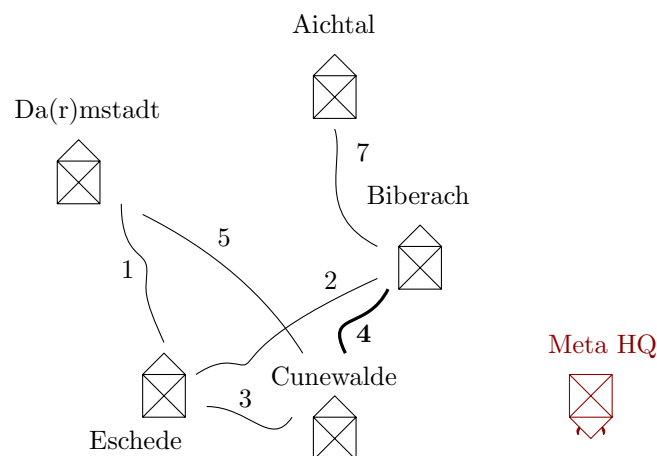 Aichtal
Da(r)mstadt
7
Biberach
5
1
2
4
Meta HQ
Cunewalde
3
Eschede